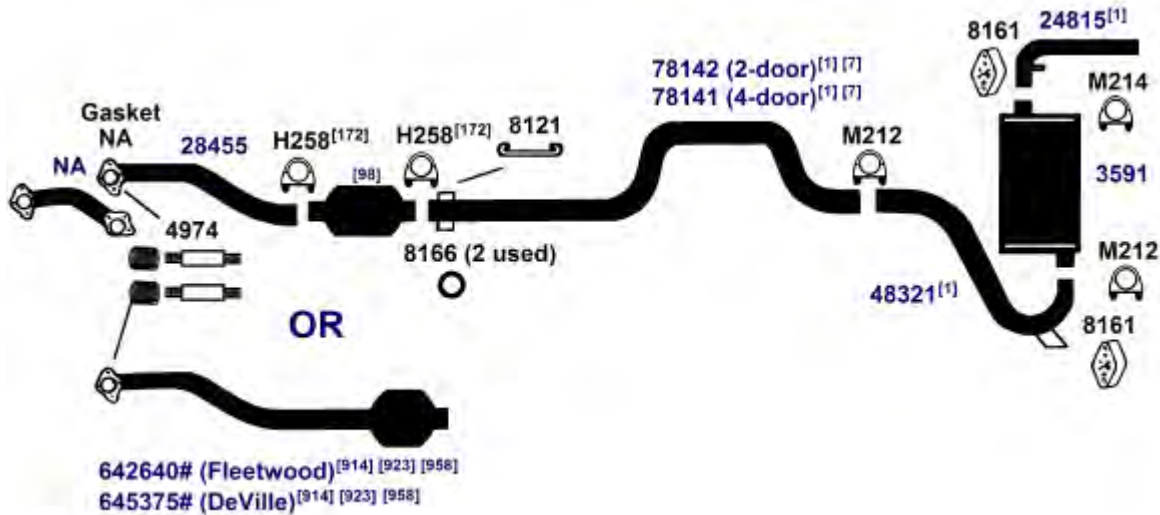 24815[1]
8161
78142 (2-door)[1] [7]
78141 (4-door)[1] [7]
M214
Gasket
NA
28455
H258[172]
H258[172]
8121
M212
NA
[98]
3591
4974
8166 (2 used)
M212
OR
48321[1]
8161
642640# (Fleetwood)[914] [923] [958]
645375# (DeVille)[914] [923] [958]